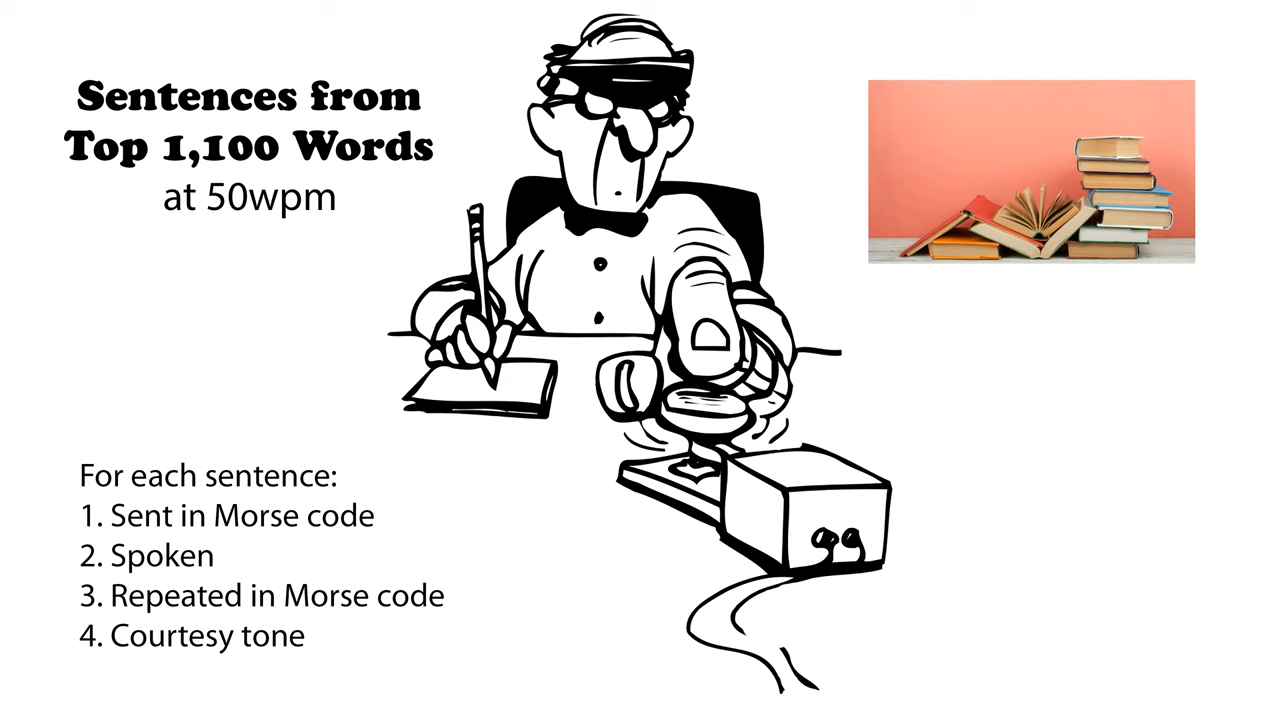 Sentences from
Top 1,100 Words
at 50wpm
For each sentence:
1. Sent in Morse code
2. Spoken
3. Repeated in Morse code
4. Courtesy tone